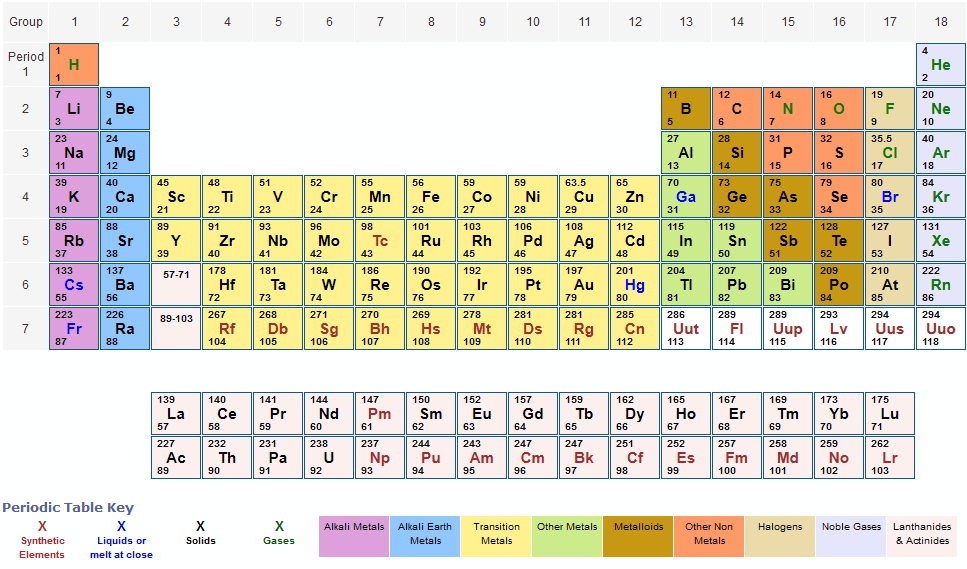 Group 1 2 3 4 5 6 7 8 9 10 11 12 13 14 15 16 17 18
Period
1
1 4
H He
1 2
2
7 9 11 12 14 16 19 20
Li Be B C N O F Ne
3 4 5 6 7 8 9 10
3
23 24 27 28 31 32 35.5 40
Na Mg Al Si P S Cl Ar
11 12 13 14 15 16 17 18
4
39 40 45 48 51 52 55 56 59 59 63.5 65 70 73 75 79 80 84
K Ca Sc Ti V Cr Mn Fe Co Ni Cu Zn Ga Ge As Se Br Kr
19 20 21 22 23 24 25 26 27 28 29 30 31 32 33 34 35 36
5
85 88 89 91 93 96 98 101 103 106 108 112 115 119 122 128 127 131
Rb Sr Y Zr Nb Mo Tc Ru Rh Pd Ag Cd In Sn Sb Te I Xe
37 38 39 40 41 42 43 44 45 46 47 48 49 50 51 52 53 54
6
133 137 57-71 178 181 184 186 190 192 195 197 201 204 207 209 209 210 222
Cs Ba Hf Ta W Re Os Ir Pt Au Hg Tl Pb Bi Po At Rn
55 56 72 73 74 75 76 77 78 79 80 81 82 83 84 85 86
7
223 226 89-103 267 268 271 270 269 278 281 281 285 286 289 289 293 294 294
Fr Ra Rf Db Sg Bh Hs Mt Ds Rg Cn Uut Fl Uup Lv Uus Uuo
87 88 104 105 106 107 108 109 110 111 112 113 114 115 116 117 118
139 140 141 144 147 150 152 157 159 162 165 167 169 173 175
La Ce Pr Nd Pm Sm Eu Gd Tb Dy Ho Er Tm Yb Lu
57 58 59 60 61 62 63 64 65 66 67 68 69 70 71
227 232 231 238 237 244 243 247 247 251 252 257 258 259 262
Ac Th Pa U Np Pu Am Cm Bk Cf Es Fm Md No Lr
89 90 91 92 93 94 95 96 97 98 99 100 101 102 103
Periodic Table Key
X X X X
Synthetic
Elements
Liquids or
melt at close
Solids
Gases
Alkali Metals
Alkali Earth
Metals
Transition
Metals
Other Metals
Metalloids
Other Non
Metals
Halogens
Noble Gases
Lanthanides
& Actinides